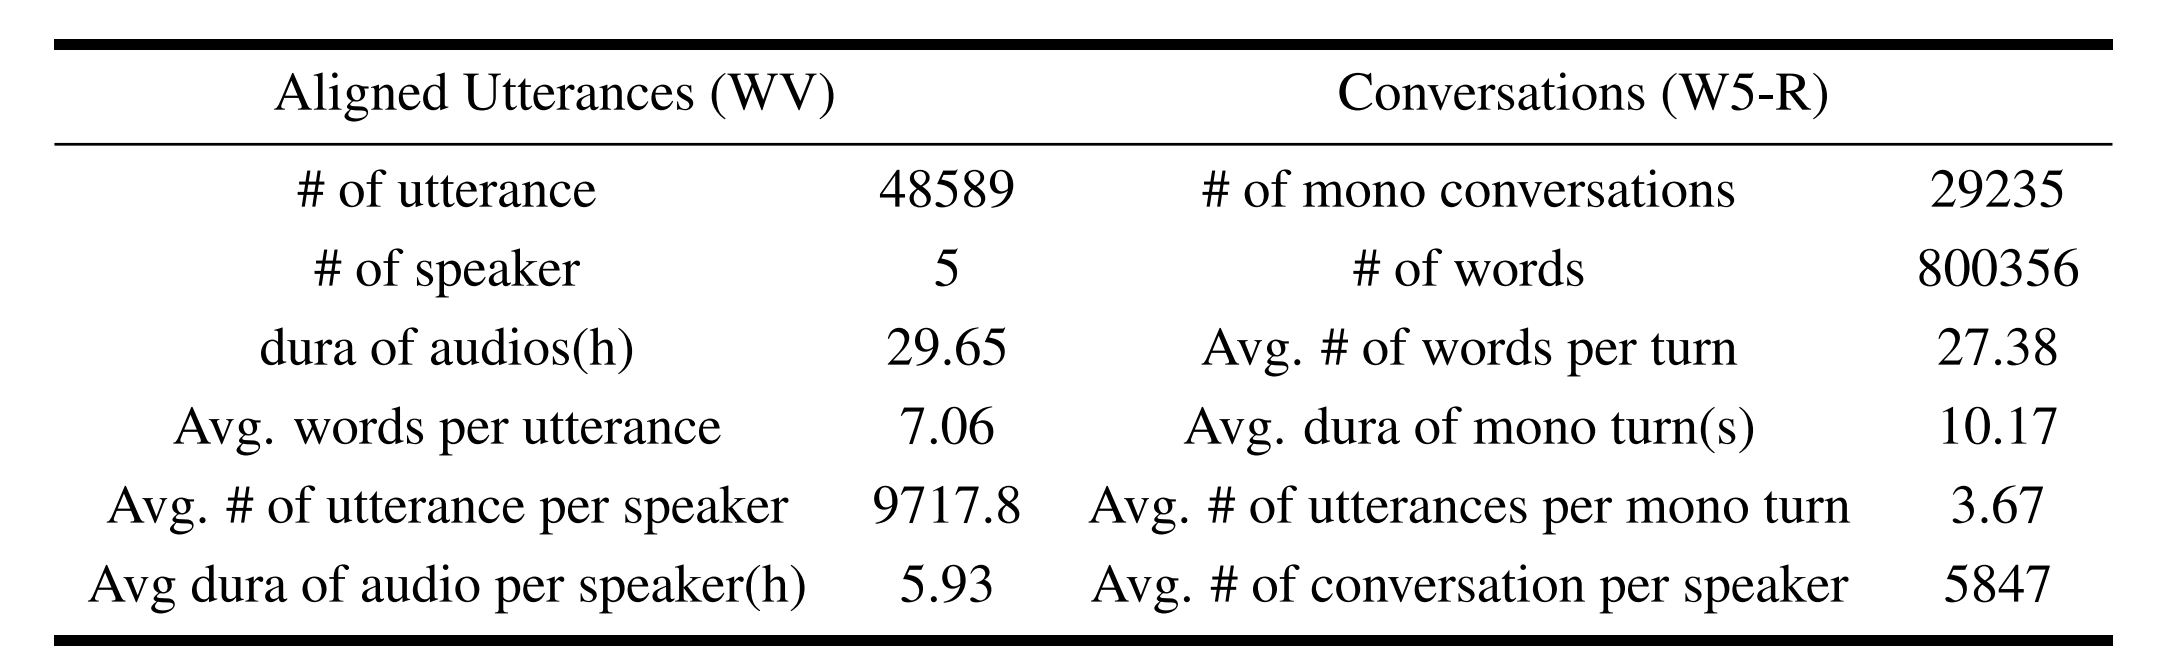 Aligned Utterances (WV) Conversations (W5-R)
# of utterance 48589 # of mono conversations 29235
# of speaker 5 # of words 800356
dura of audios(h) 29.65 Avg. # of words per turn 27.38
Avg. words per utterance 7.06 Avg. dura of mono turn(s) 10.17
Avg. # of utterance per speaker 9717.8 Avg. # of utterances per mono turn 3.67
Avg dura of audio per speaker(h) 5.93 Avg. # of conversation per speaker 5847